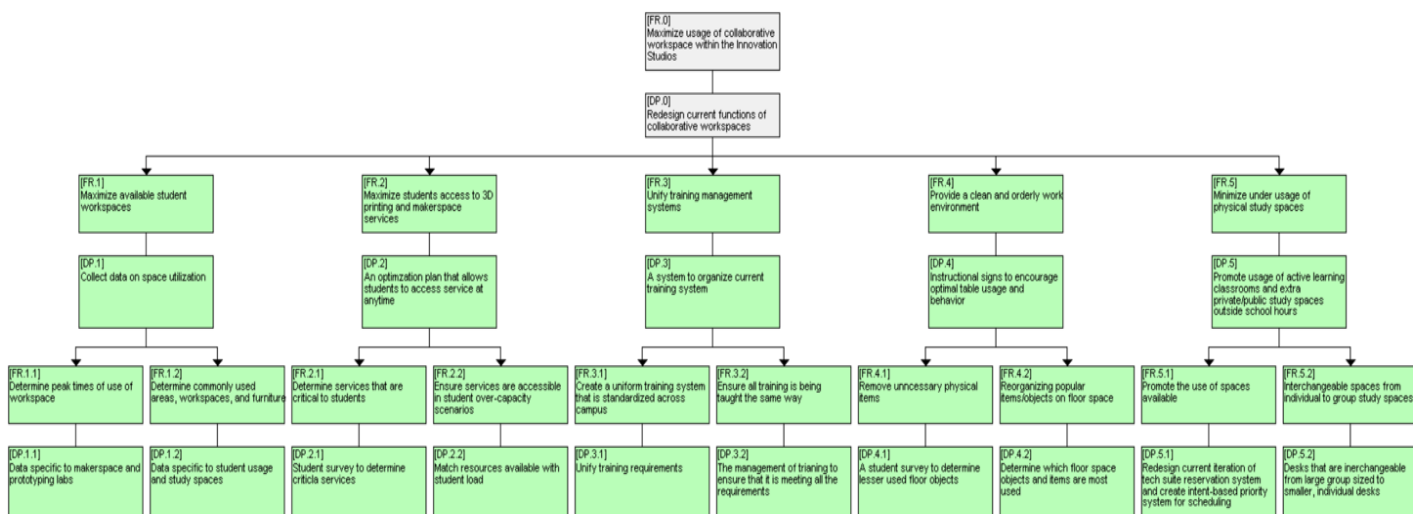 [FR.0]
Maximize usage of collaborative
workspace within the Innovation
Studios
[DP.0]
Redesign current functions of
collaborative workspaces
[FR.1]
Maximize available student
workspaces
[FR.2]
Maximize students access to 3D
printing and makerspace
services
[FR.3]
Unify training management
systems
[FR.4]
Provide a clean and orderly work
environment
[FR.5]
Minimize under usage of
physical study spaces
[DP.1]
Collect data on space utilization
[DP.2]
An optimzation plan that allows
students to access service at
anytime
[DP.3]
A system to organize current
training system
[DP.4]
Instructional signs to encourage
optimal table usage and
behavior
[DP.5]
Promote usage of active learning
classrooms and extra
private/public study spaces
outside school hours
[FR.1.1]
Determine peak times of use of
workspace
[FR.1.2]
Determine commonly used
areas, workspaces, and furniture
[FR.2.1]
Determine services that are
critical to students
[FR.2.2]
Ensure services are accessible
in student over-capacity
scenarios
[FR.3.1]
Create a uniform training system
that is standardized across
campus
[FR.3.2]
Ensure all training is being
taught the same way
[FR.4.1]
Remove unncessary physical
items
[FR.4.2]
Reorganizing popular
items/objects on floor space
[FR.5.1]
Promote the use of spaces
available
[FR.5.2]
Interchangeable spaces from
individual to group study spaces
[DP.1.1]
Data specific to makerspace and
prototyping labs
[DP.1.2]
Data specific to student usage
and study spaces
[DP.2.1]
Student survey to determine
criticla services
[DP.2.2]
Match resources available with
student load
[DP.3.1]
Unify training requirements
[DP.3.2]
The management of trianing to
ensure that it is meeting all the
requirements
[DP.4.1]
A student survey to determine
lesser used floor objects
[DP.4.2]
Determine which floor space
objects and items are most
used
[DP.5.1]
Redesign current iteration of
tech suite reservation system
and create intent-based priority
system for scheduling
[DP.5.2]
Desks that are inerchangeable
from large group sized to
smaller, individual desks